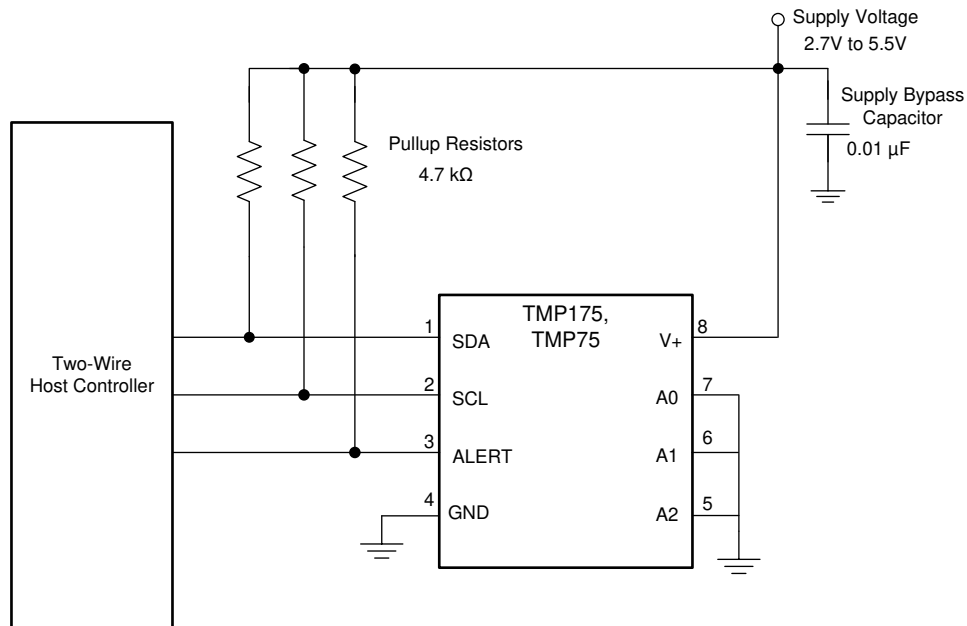 Supply Voltage
2.7V to 5.5V
Supply Bypass
Capacitor
0.01 µF
Pullup Resistors
4.7 kΩ
Two-Wire
Host Controller
TMP175,
TMP75
1
SDA
V+
8
2
SCL
A0
7
3
ALERT
A1
6
4
GND
A2
5